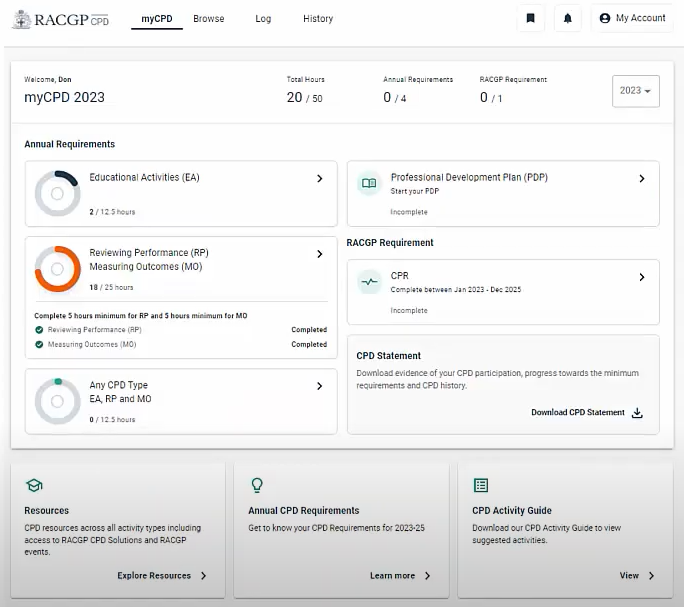 RACGP CPD
myCPD
Browse
Log
History
My Account
Welcome, Don
myCPD 2023
Total Hours
20 / 50
Annual Requirements
0 / 4
RACGP Requirement
0 / 1
2023
Annual Requirements
Educational Activities (EA)
2 / 12.5 hours
Professional Development Plan (PDP)
Start your PDP
Incomplete
Reviewing Performance (RP)
Measuring Outcomes (MO)
18 / 25 hours
Complete 5 hours minimum for RP and 5 hours minimum for MO
Reviewing Performance (RP) Completed
Measuring Outcomes (MO) Completed
RACGP Requirement
CPR
Complete between Jan 2023 - Dec 2025
Incomplete
Any CPD Type
EA, RP and MO
0 / 12.5 hours
CPD Statement
Download evidence of your CPD participation, progress towards the minimum
requirements and CPD history.
Download CPD Statement
Resources
CPD resources across all activity types including
access to RACGP CPD Solutions and RACGP
events.
Explore Resources
Annual CPD Requirements
Get to know your CPD Requirements for 2023-25
Learn more
CPD Activity Guide
Download our CPD Activity Guide to view
suggested activities.
View